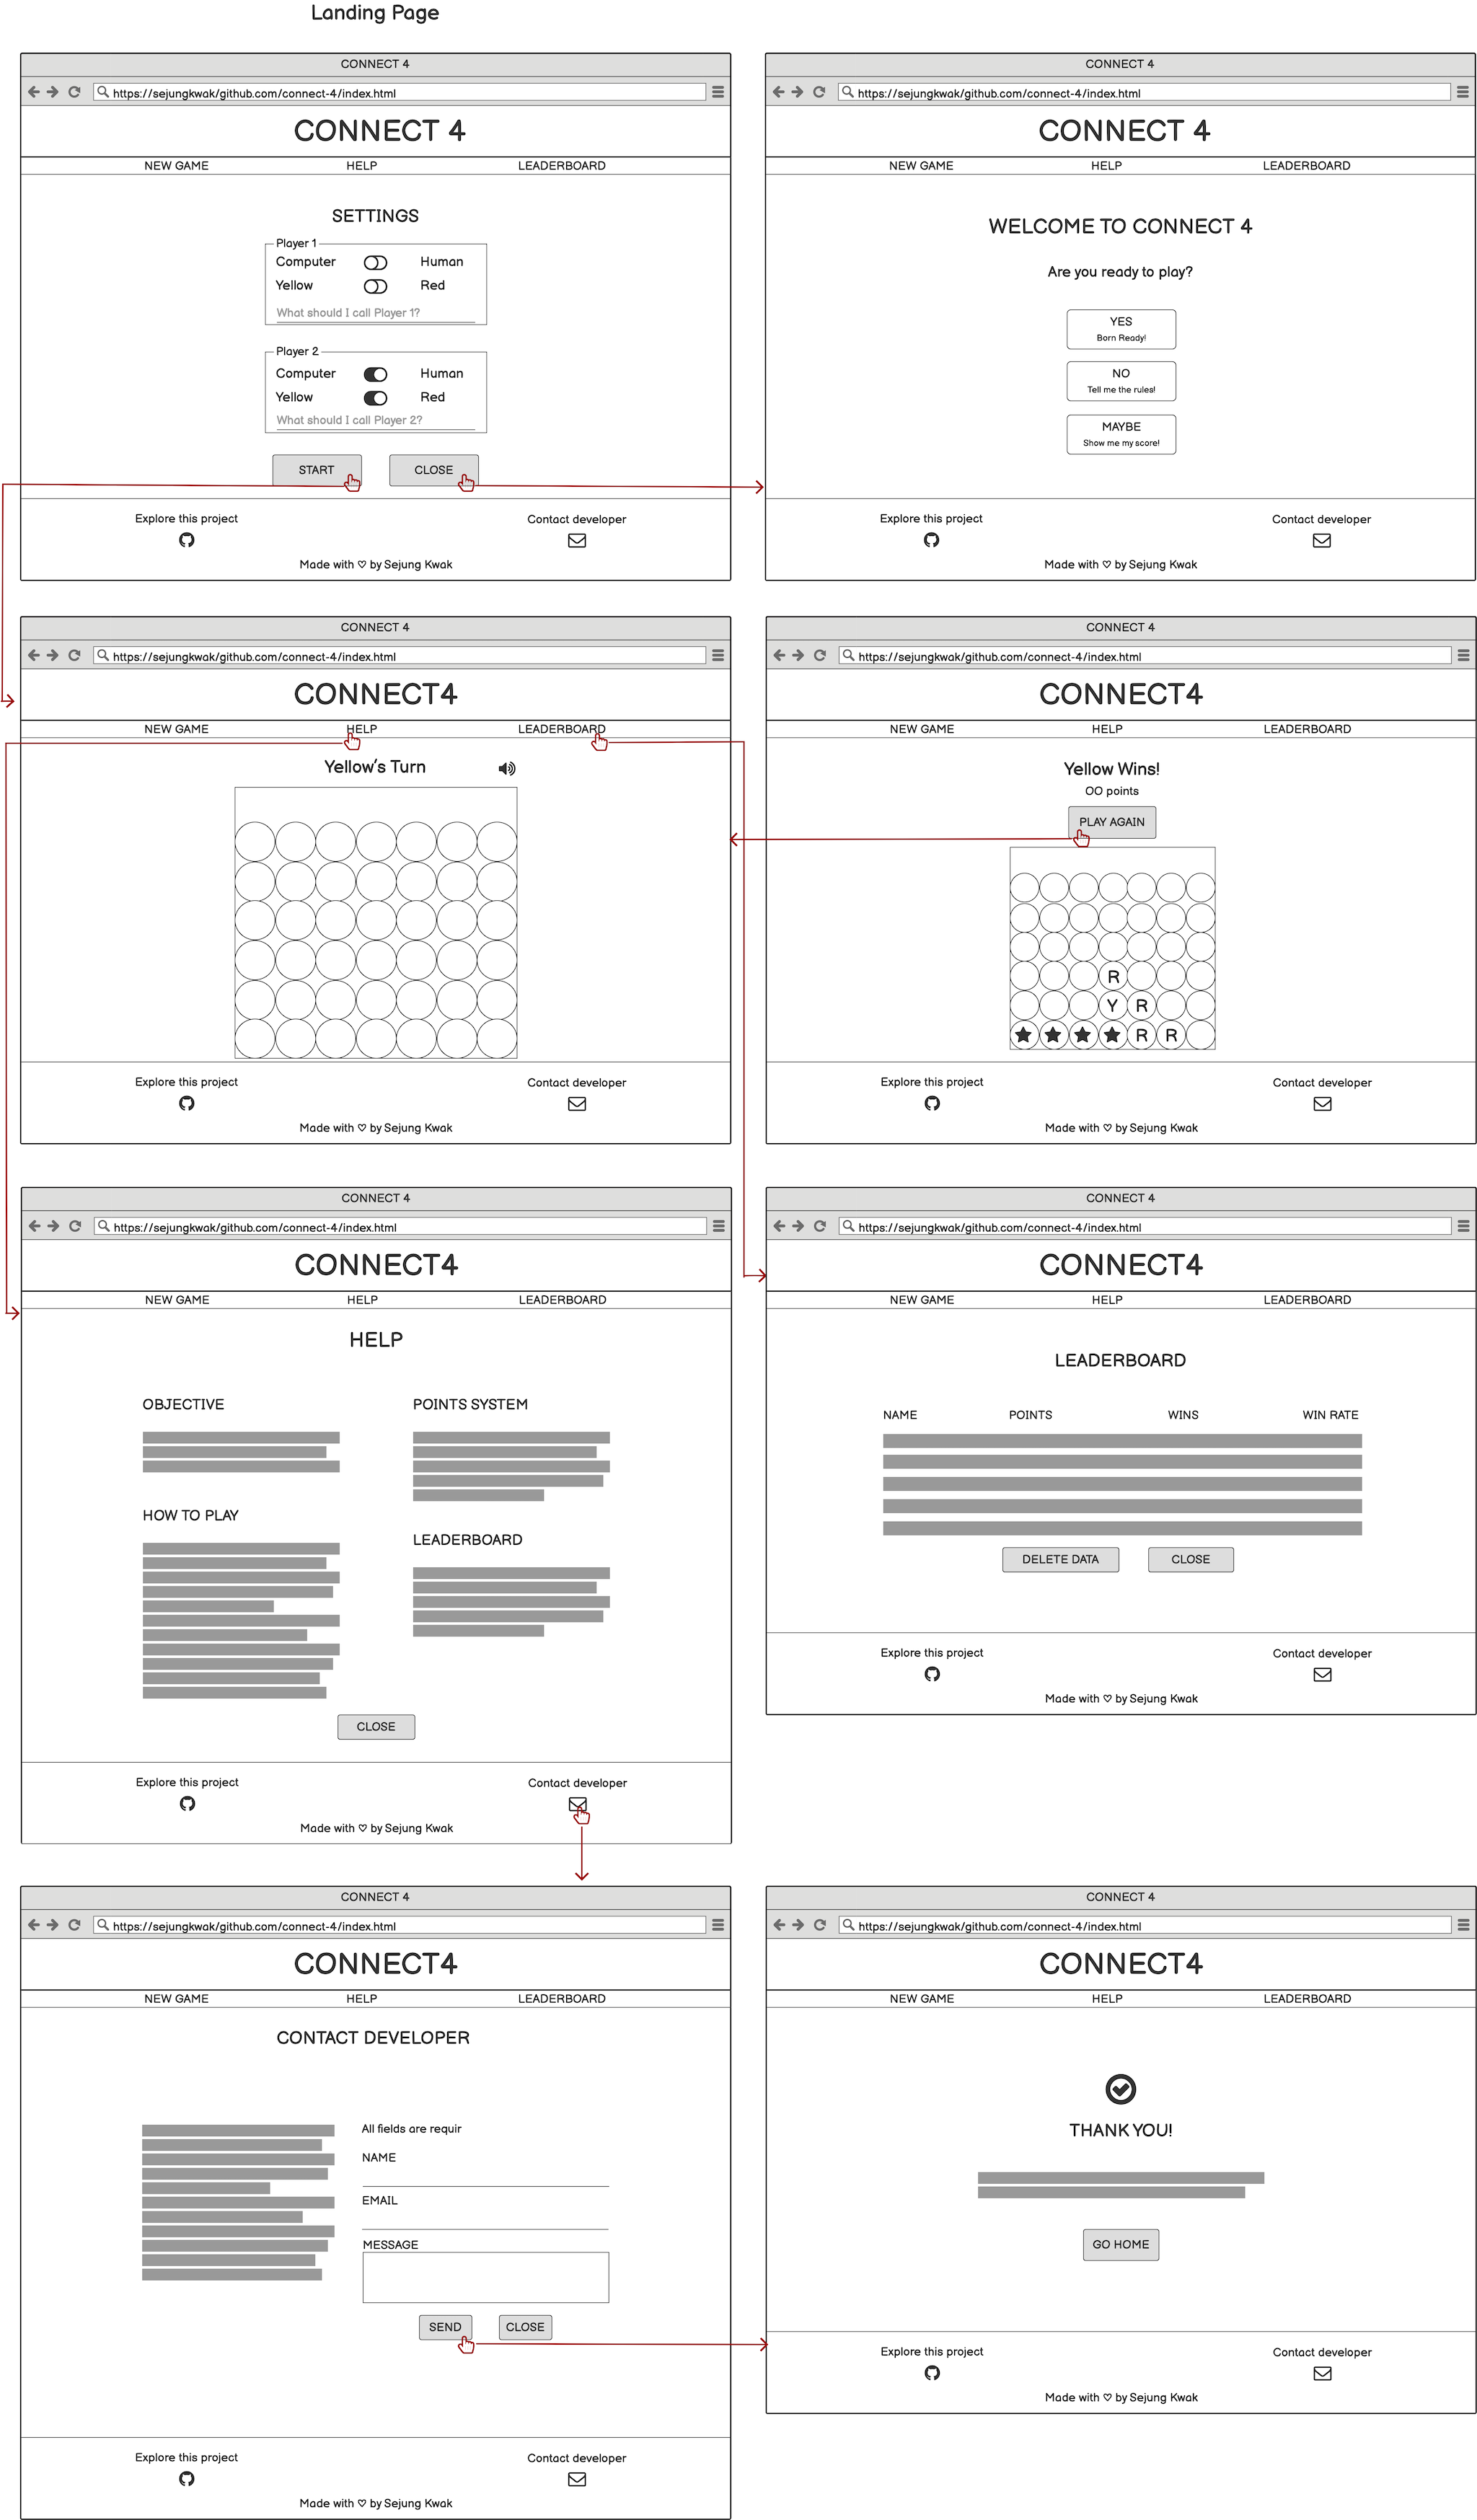 Landing Page
CONNECT 4
https://sejungkwak/github.com/connect-4/index.html
CONNECT 4
NEW GAME HELP LEADERBOARD
SETTINGS
Player 1
Computer Human
Yellow Red
What should I call Player 1?
Player 2
Computer Human
Yellow Red
What should I call Player 2?
START CLOSE
Explore this project Contact developer
Made with ♡ by Sejung Kwak
CONNECT 4
https://sejungkwak/github.com/connect-4/index.html
CONNECT 4
NEW GAME HELP LEADERBOARD
WELCOME TO CONNECT 4
Are you ready to play?
YES
Born Ready!
NO
Tell me the rules!
MAYBE
Show me my score!
Explore this project Contact developer
Made with ♡ by Sejung Kwak
CONNECT 4
https://sejungkwak/github.com/connect-4/index.html
CONNECT4
NEW GAME HELP LEADERBOARD
Yellow's Turn
Explore this project Contact developer
Made with ♡ by Sejung Kwak
CONNECT 4
https://sejungkwak/github.com/connect-4/index.html
CONNECT4
NEW GAME HELP LEADERBOARD
Yellow Wins!
OO points
PLAY AGAIN
R
Y R
R R
Explore this project Contact developer
Made with ♡ by Sejung Kwak
CONNECT 4
https://sejungkwak/github.com/connect-4/index.html
CONNECT4
NEW GAME HELP LEADERBOARD
HELP
OBJECTIVE
HOW TO PLAY
POINTS SYSTEM
LEADERBOARD
CLOSE
Explore this project Contact developer
Made with ♡ by Sejung Kwak
CONNECT 4
https://sejungkwak/github.com/connect-4/index.html
CONNECT4
NEW GAME HELP LEADERBOARD
LEADERBOARD
NAME POINTS WINS WIN RATE
DELETE DATA CLOSE
Explore this project Contact developer
Made with ♡ by Sejung Kwak
CONNECT 4
https://sejungkwak/github.com/connect-4/index.html
CONNECT4
NEW GAME HELP LEADERBOARD
CONTACT DEVELOPER
All fields are requir
NAME
EMAIL
MESSAGE
SEND CLOSE
Explore this project Contact developer
Made with ♡ by Sejung Kwak
CONNECT 4
https://sejungkwak/github.com/connect-4/index.html
CONNECT4
NEW GAME HELP LEADERBOARD
THANK YOU!
GO HOME
Explore this project Contact developer
Made with ♡ by Sejung Kwak